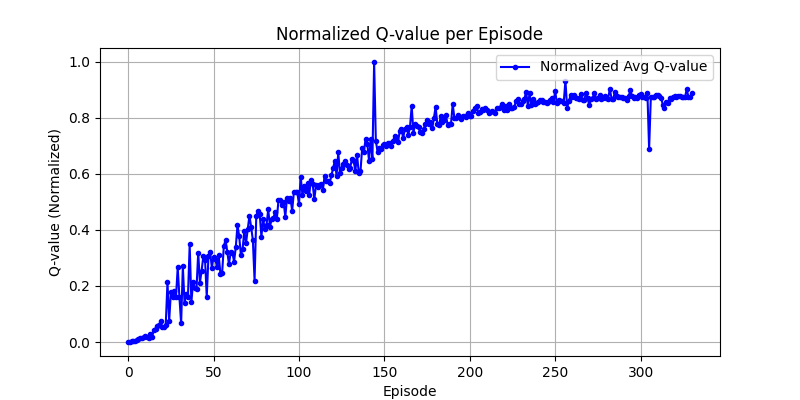 Normalized Q-value per Episode
Normalized Avg Q-value
Q-value (Normalized)
1.0
0.8
0.6
0.4
0.2
0.0
0 50 100 150 200 250 300
Episode